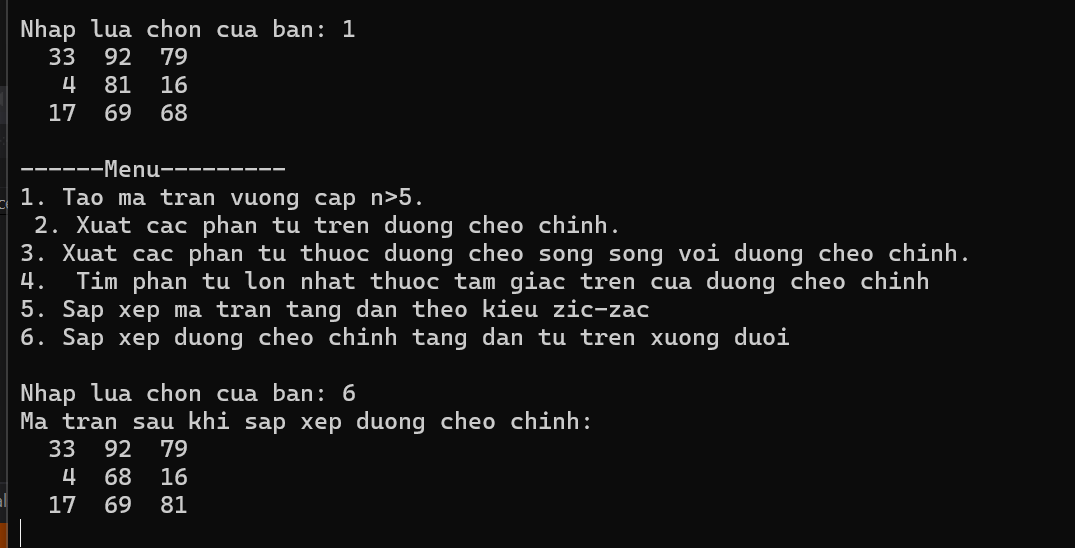 Nhap lua chon cua ban: 1
33 92 79
4 81 16
17 69 68
------Menu---------
1. Tao ma tran vuong cap n>5.
2. Xuat cac phan tu tren duong cheo chinh.
3. Xuat cac phan tu thuoc duong cheo song song voi duong cheo chinh.
4.  Tim phan tu lon nhat thuoc tam giac tren cua duong cheo chinh
5. Sap xep ma tran tang dan theo kieu zic-zac
6. Sap xep duong cheo chinh tang dan tu tren xuong duoi
Nhap lua chon cua ban: 6
Ma tran sau khi sap xep duong cheo chinh:
33 92 79
4 68 16
17 69 81